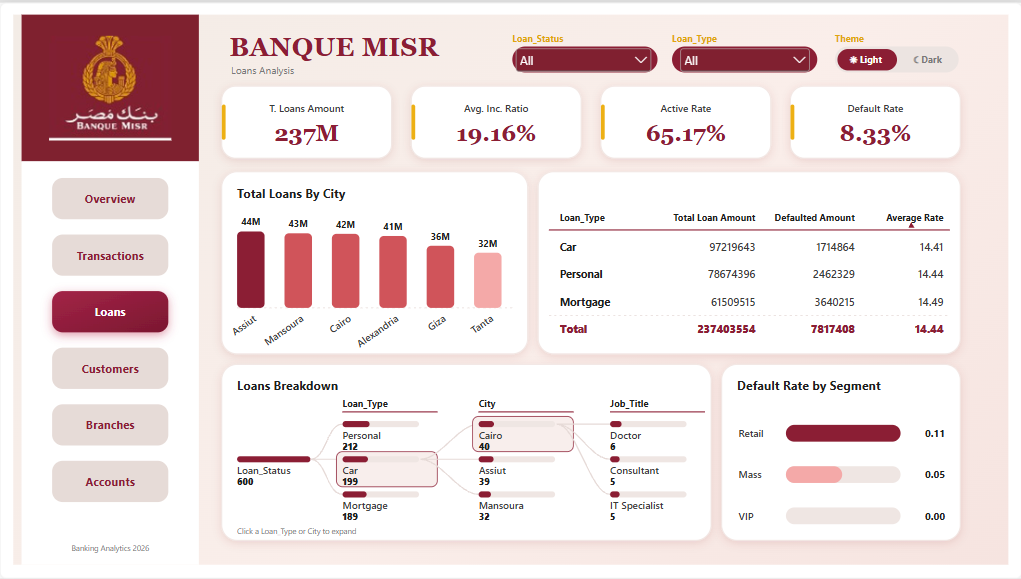 بنك مصر
BANQUE MISR
Overview
Transactions
Loans
Customers
Branches
Accounts
Banking Analytics 2026
BANQUE MISR
Loans Analysis
Loan_Status
All
Loan_Type
All
Theme
Light
Dark
T. Loans Amount
237M
Avg. Inc. Ratio
19.16%
Active Rate
65.17%
Default Rate
8.33%
Total Loans By City
44M
43M
42M
41M
36M
32M
Assiut
Mansoura
Cairo
Alexandria
Giza
Tanta
Loan_Type Total Loan Amount Defaulted Amount Average Rate
Car 97219643 1714864 14.41
Personal 78674396 2462329 14.44
Mortgage 61509515 3640215 14.49
Total 237403554 7817408 14.44
Loans Breakdown
Loan_Status
600
Loan_Type
Personal
212
Car
199
Mortgage
189
City
Cairo
40
Assiut
39
Mansoura
32
Job_Title
Doctor
6
Consultant
5
IT Specialist
5
Click a Loan_Type or City to expand
Default Rate by Segment
Retail 0.11
Mass 0.05
VIP 0.00